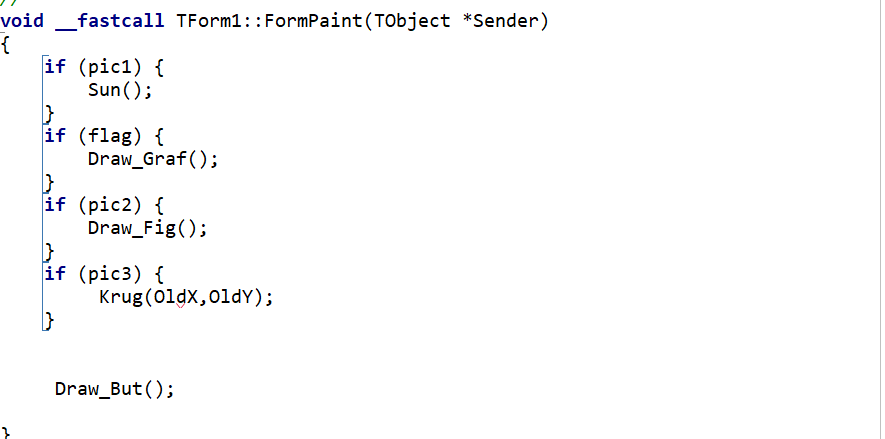 //
void __fastcall TForm1::FormPaint(TObject *Sender)
{
if (pic1) {
Sun();
}
if (flag) {
Draw_Graf();
}
if (pic2) {
Draw_Fig();
}
if (pic3) {
Krug(OldX,OldY);
}
Draw_But();
}